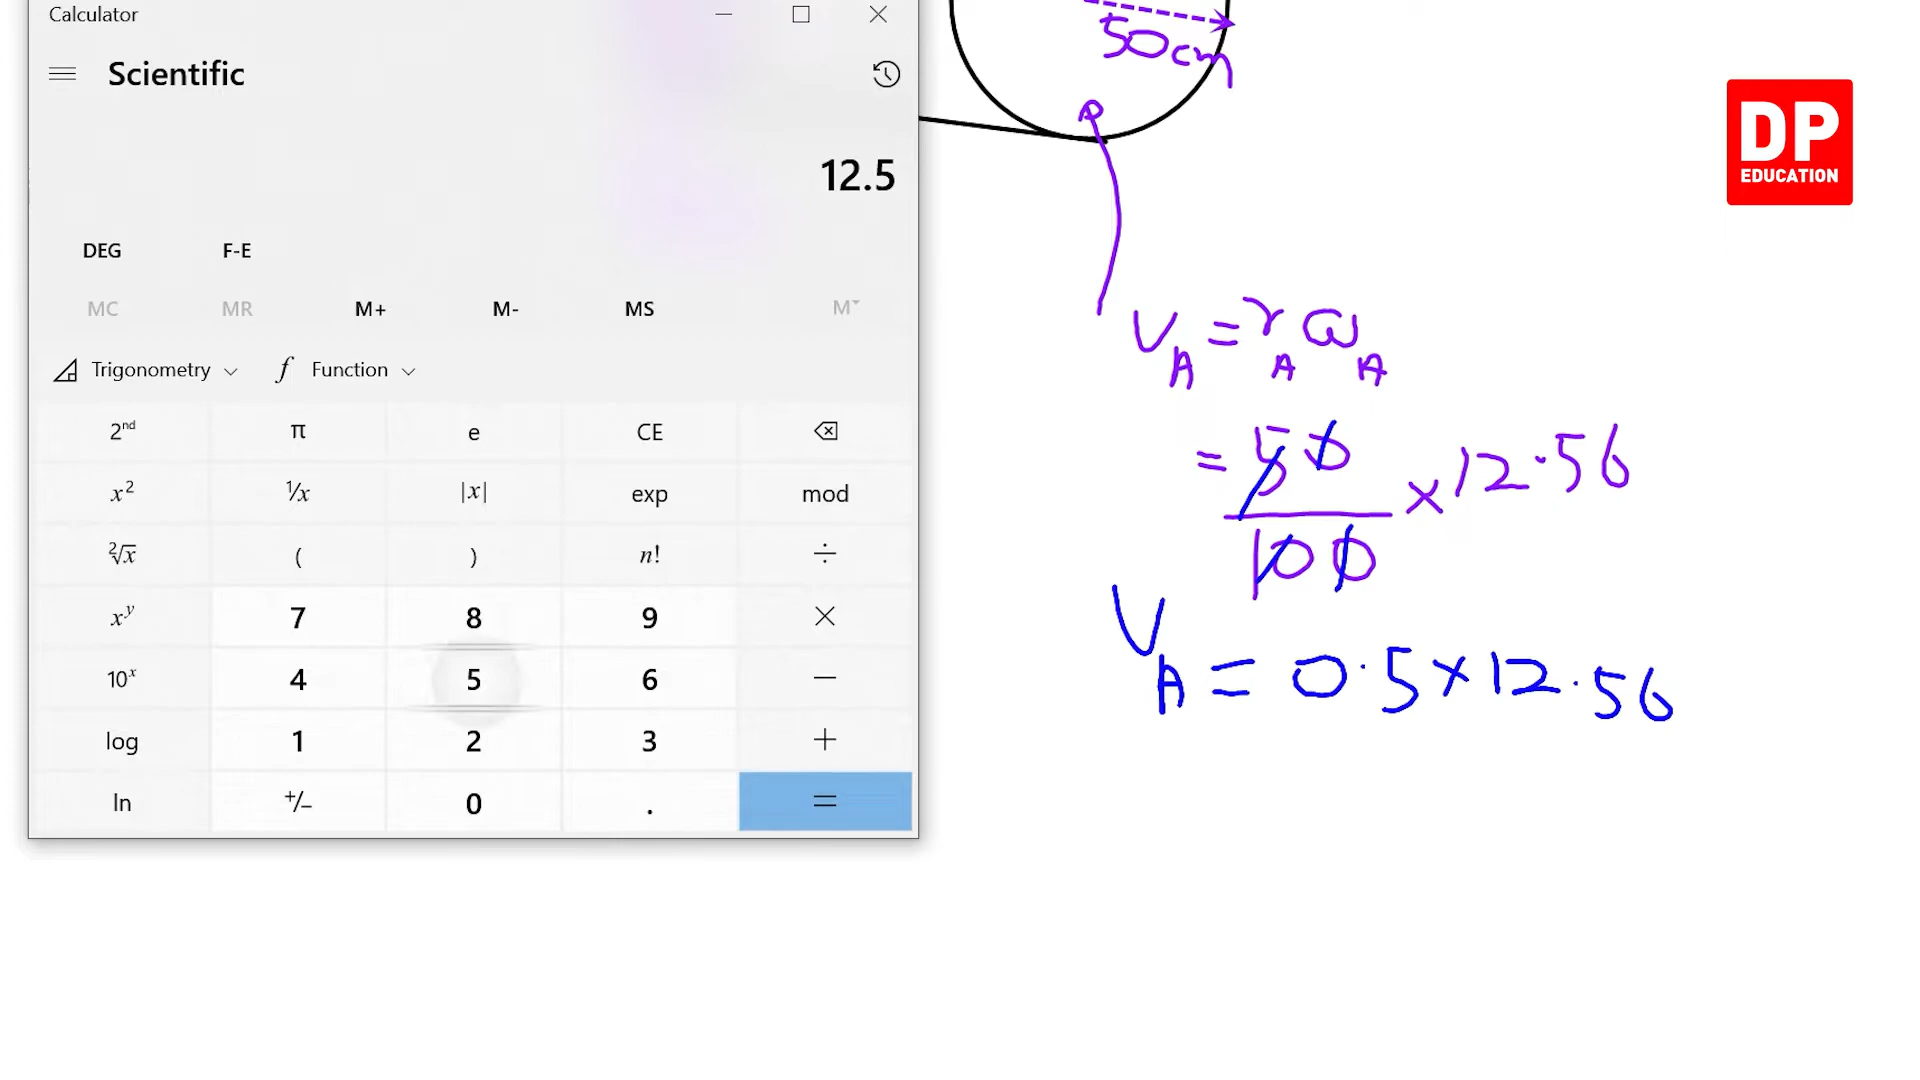 Calculator
Scientific
12.5
DEG F-E
MC MR M+ M- MS M
Trigonometry f Function
2nd π e CE
x² 1/x |x| exp mod
²√x ( ) n! ÷
xʸ 7 8 9 ×
10ˣ 4 5 6 −
log 1 2 3 +
ln +/− 0 . =
50cm
DP
EDUCATION
V_A = r_A ω_A
= 50/100 × 12.56
V_A = 0.5 × 12.56